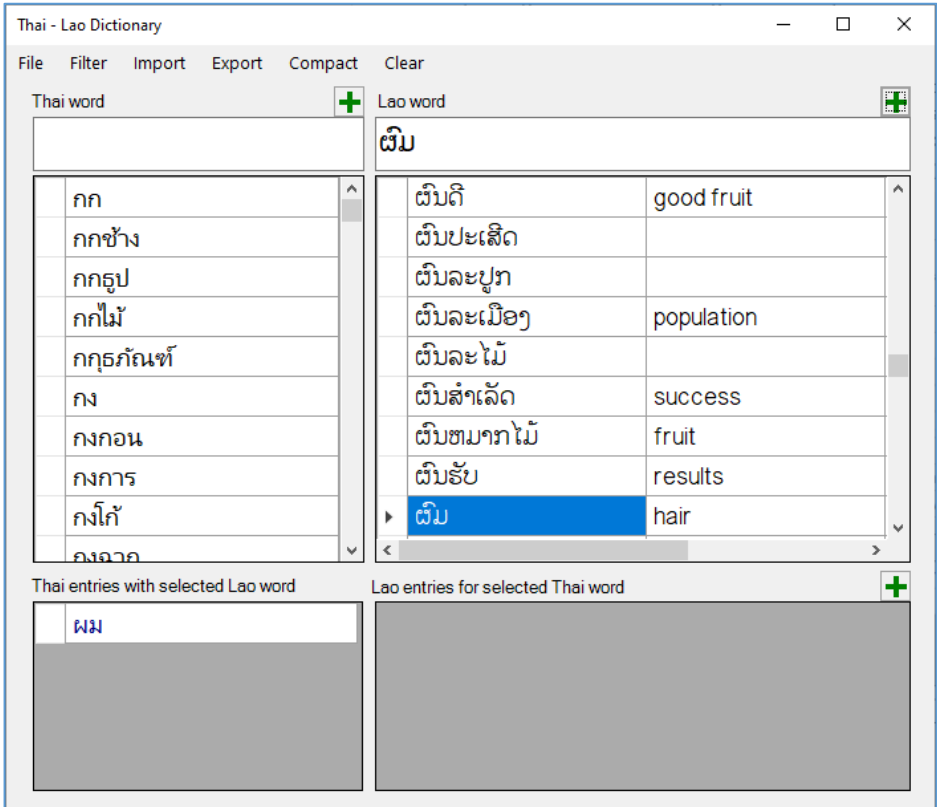 Thai - Lao Dictionary
File Filter Import Export Compact Clear
Thai word
Lao word
ຜົມ
กก
กกช้าง
กกธูป
กกไม้
กกุธภัณฑ์
กง
กงกอน
กงการ
กงโก้
กงฉาก
ຜົນດີ good fruit
ຜົນປະເສີດ
ຜົນລະປູກ
ຜົນລະເມືອງ population
ຜົນລະໄມ້
ຜົນສຳເລັດ success
ຜົນຫມາກໄມ້ fruit
ຜົນຮັບ results
ຜົມ hair
Thai entries with selected Lao word
ผม
Lao entries for selected Thai word